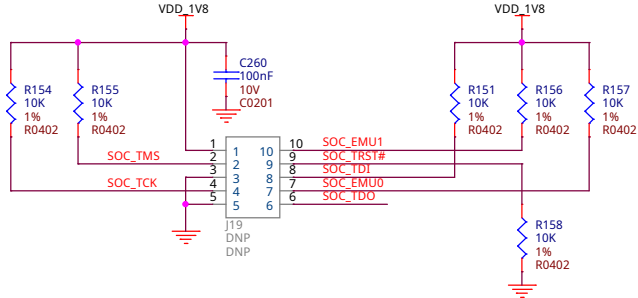 VDD_1V8
VDD_1V8
R154
10K
1%
R0402
R155
10K
1%
R0402
C260
100nF
10V
C0201
R151
10K
1%
R0402
R156
10K
1%
R0402
R157
10K
1%
R0402
1 1 10 10 SOC_EMU1
SOC_TMS 2 2 9 9 SOC_TRST#
3 3 8 8 SOC_TDI
SOC_TCK 4 4 7 7 SOC_EMU0
5 5 6 6 SOC_TDO
J19
DNP
DNP
R158
10K
1%
R0402